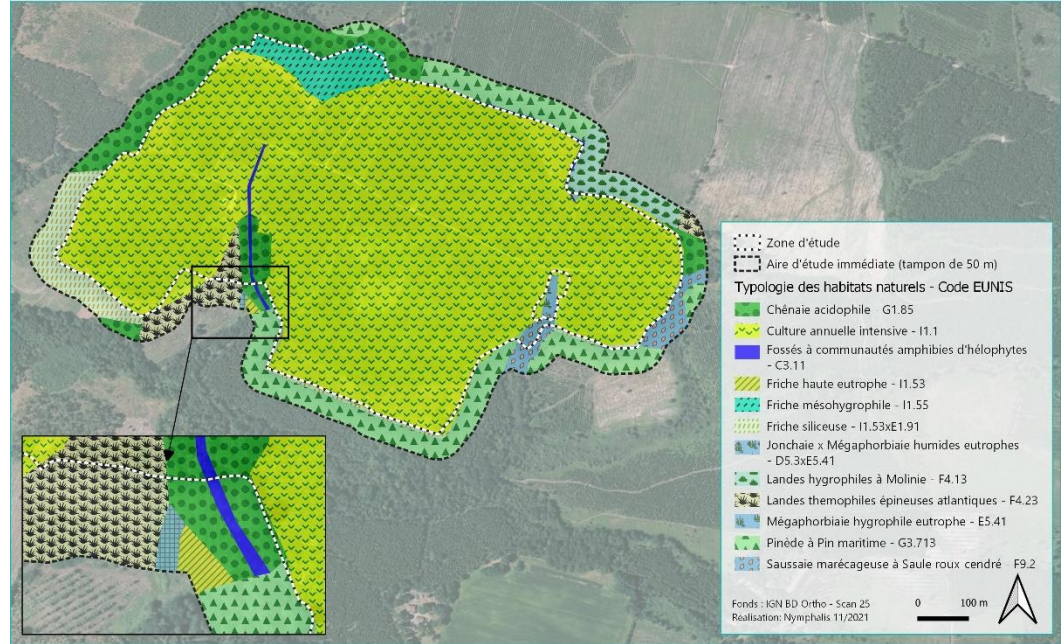 Zone d'étude
Aire d'étude immédiate (tampon de 50 m)
Typologie des habitats naturels - Code EUNIS
Chênaie acidophile - G1.85
Culture annuelle intensive - I1.1
Fossés à communautés amphibies d'hélophytes
- C3.11
Friche haute eutrophe - I1.53
Friche mésohygrophile - I1.55
Friche siliceuse - I1.53xE1.91
Jonchaie x Mégaphorbiaie humides eutrophes
- D5.3xE5.41
Landes hygrophiles à Molinie - F4.13
Landes themophiles épineuses atlantiques - F4.23
Mégaphorbiaie hygrophile eutrophe - E5.41
Pinède à Pin maritime - G3.713
Saussaie marécageuse à Saule roux cendré - F9.2
Fonds : IGN BD Ortho - Scan 25
Réalisation: Nymphalis 11/2021
0 100 m